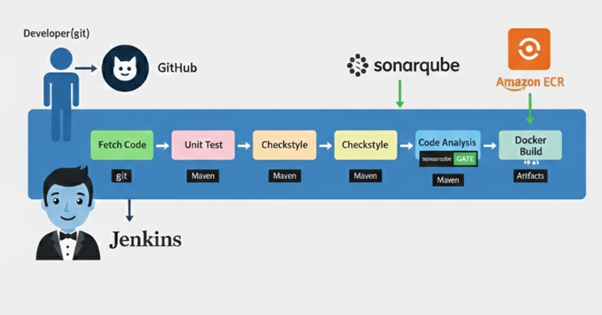 Developer(git)
GitHub
sonarqube
Amazon ECR
Fetch Code
Unit Test
Checkstyle
Checkstyle
Code Analysis
sonarqube GATE
Docker
Build
git
Maven
Maven
Maven
Maven
Artifacts
Jenkins